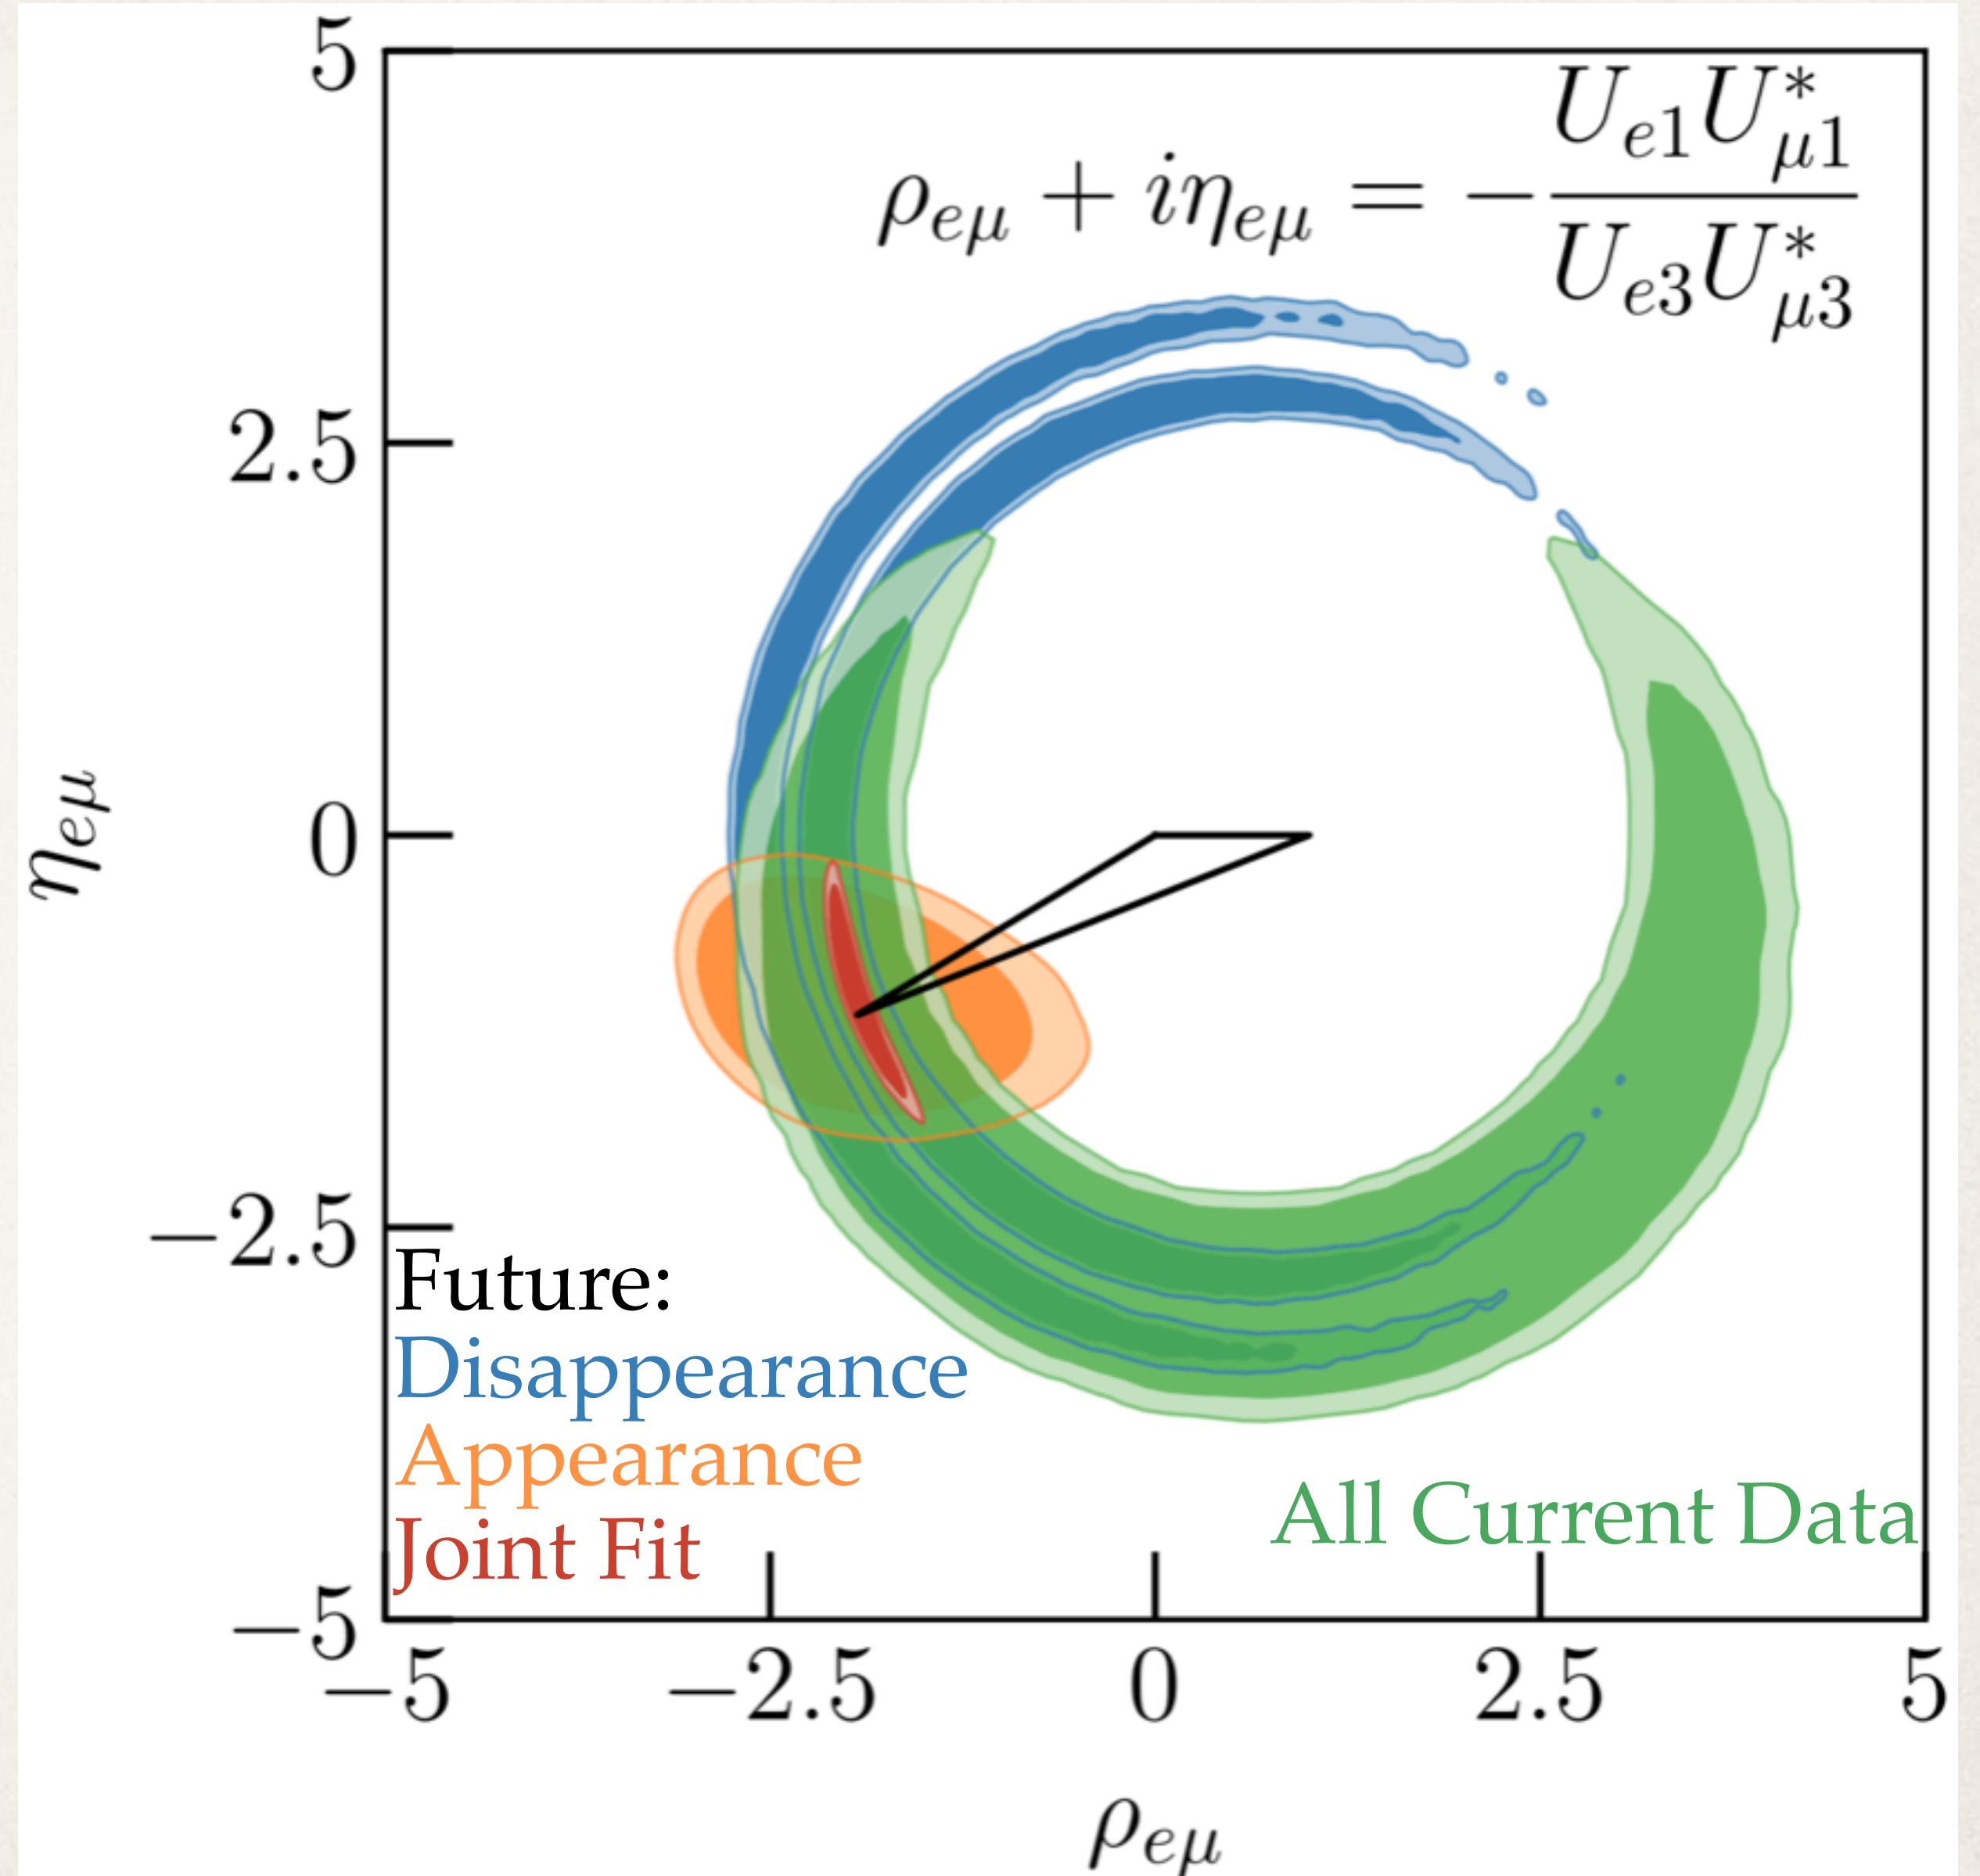 5
ρ_{eμ} + iη_{eμ} = −\frac{U_{e1}U^*_{μ1}}{U_{e3}U^*_{μ3}}
2.5
η_{eμ}
0
−2.5
Future:
Disappearance
Appearance
Joint Fit
All Current Data
−5
−5 −2.5 0 2.5 5
ρ_{eμ}